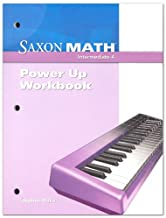 SAXON MATH
Intermediate 4
Power Up
Workbook